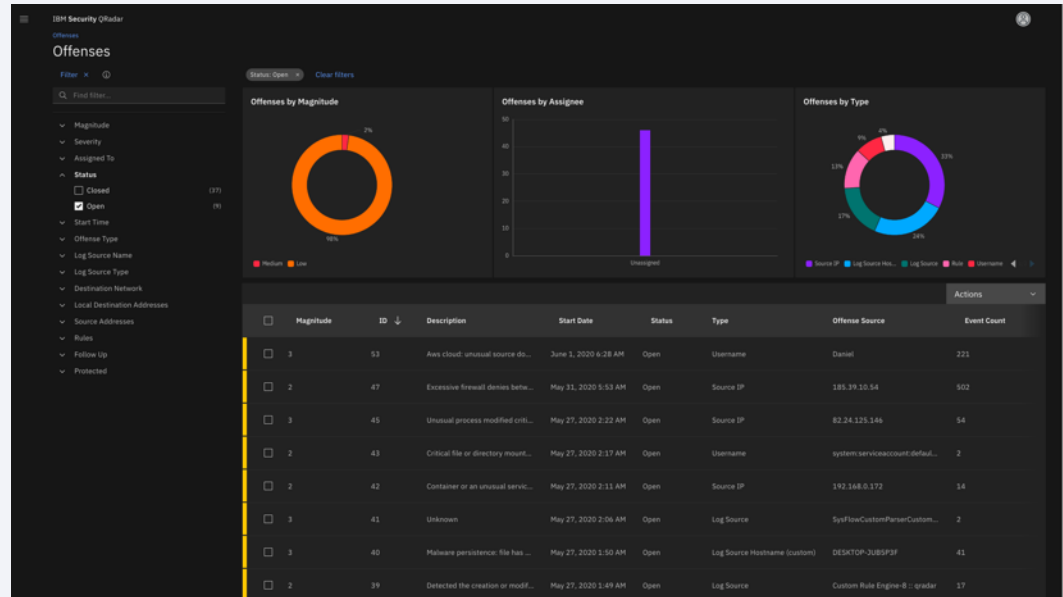 IBM Security QRadar
Offenses
Offenses
Filter ×
Find filter...
Magnitude
Severity
Assigned To
Status
Closed (37)
Open (9)
Start Time
Offense Type
Log Source Name
Log Source Type
Destination Network
Local Destination Addresses
Source Addresses
Rules
Follow Up
Protected
Status: Open × Clear filters
Offenses by Magnitude
2%
98%
Medium Low
Offenses by Assignee
50
40
30
20
10
0
Unassigned
Offenses by Type
4%
9%
33%
13%
17%
24%
Source IP Log Source Hos... Log Source Rule Username
Actions
Magnitude ID Description Start Date Status Type Offense Source Event Count
3 53 Aws cloud: unusual source do... June 1, 2020 6:28 AM Open Username Daniel 221
2 47 Excessive firewall denies betw... May 31, 2020 5:53 AM Open Source IP 185.39.10.54 502
3 45 Unusual process modified criti... May 27, 2020 2:22 AM Open Source IP 82.24.125.146 54
2 43 Critical file or directory mount... May 27, 2020 2:17 AM Open Username system:serviceaccount:defaul... 2
2 42 Container or an unusual servic... May 27, 2020 2:11 AM Open Source IP 192.168.0.172 14
3 41 Unknown May 27, 2020 2:06 AM Open Log Source SysFlowCustomParserCustom... 2
3 40 Malware persistence: file has ... May 27, 2020 1:50 AM Open Log Source Hostname (custom) DESKTOP-JUB5P3F 41
2 39 Detected the creation or modif... May 27, 2020 1:49 AM Open Log Source Custom Rule Engine-8 :: qradar 17